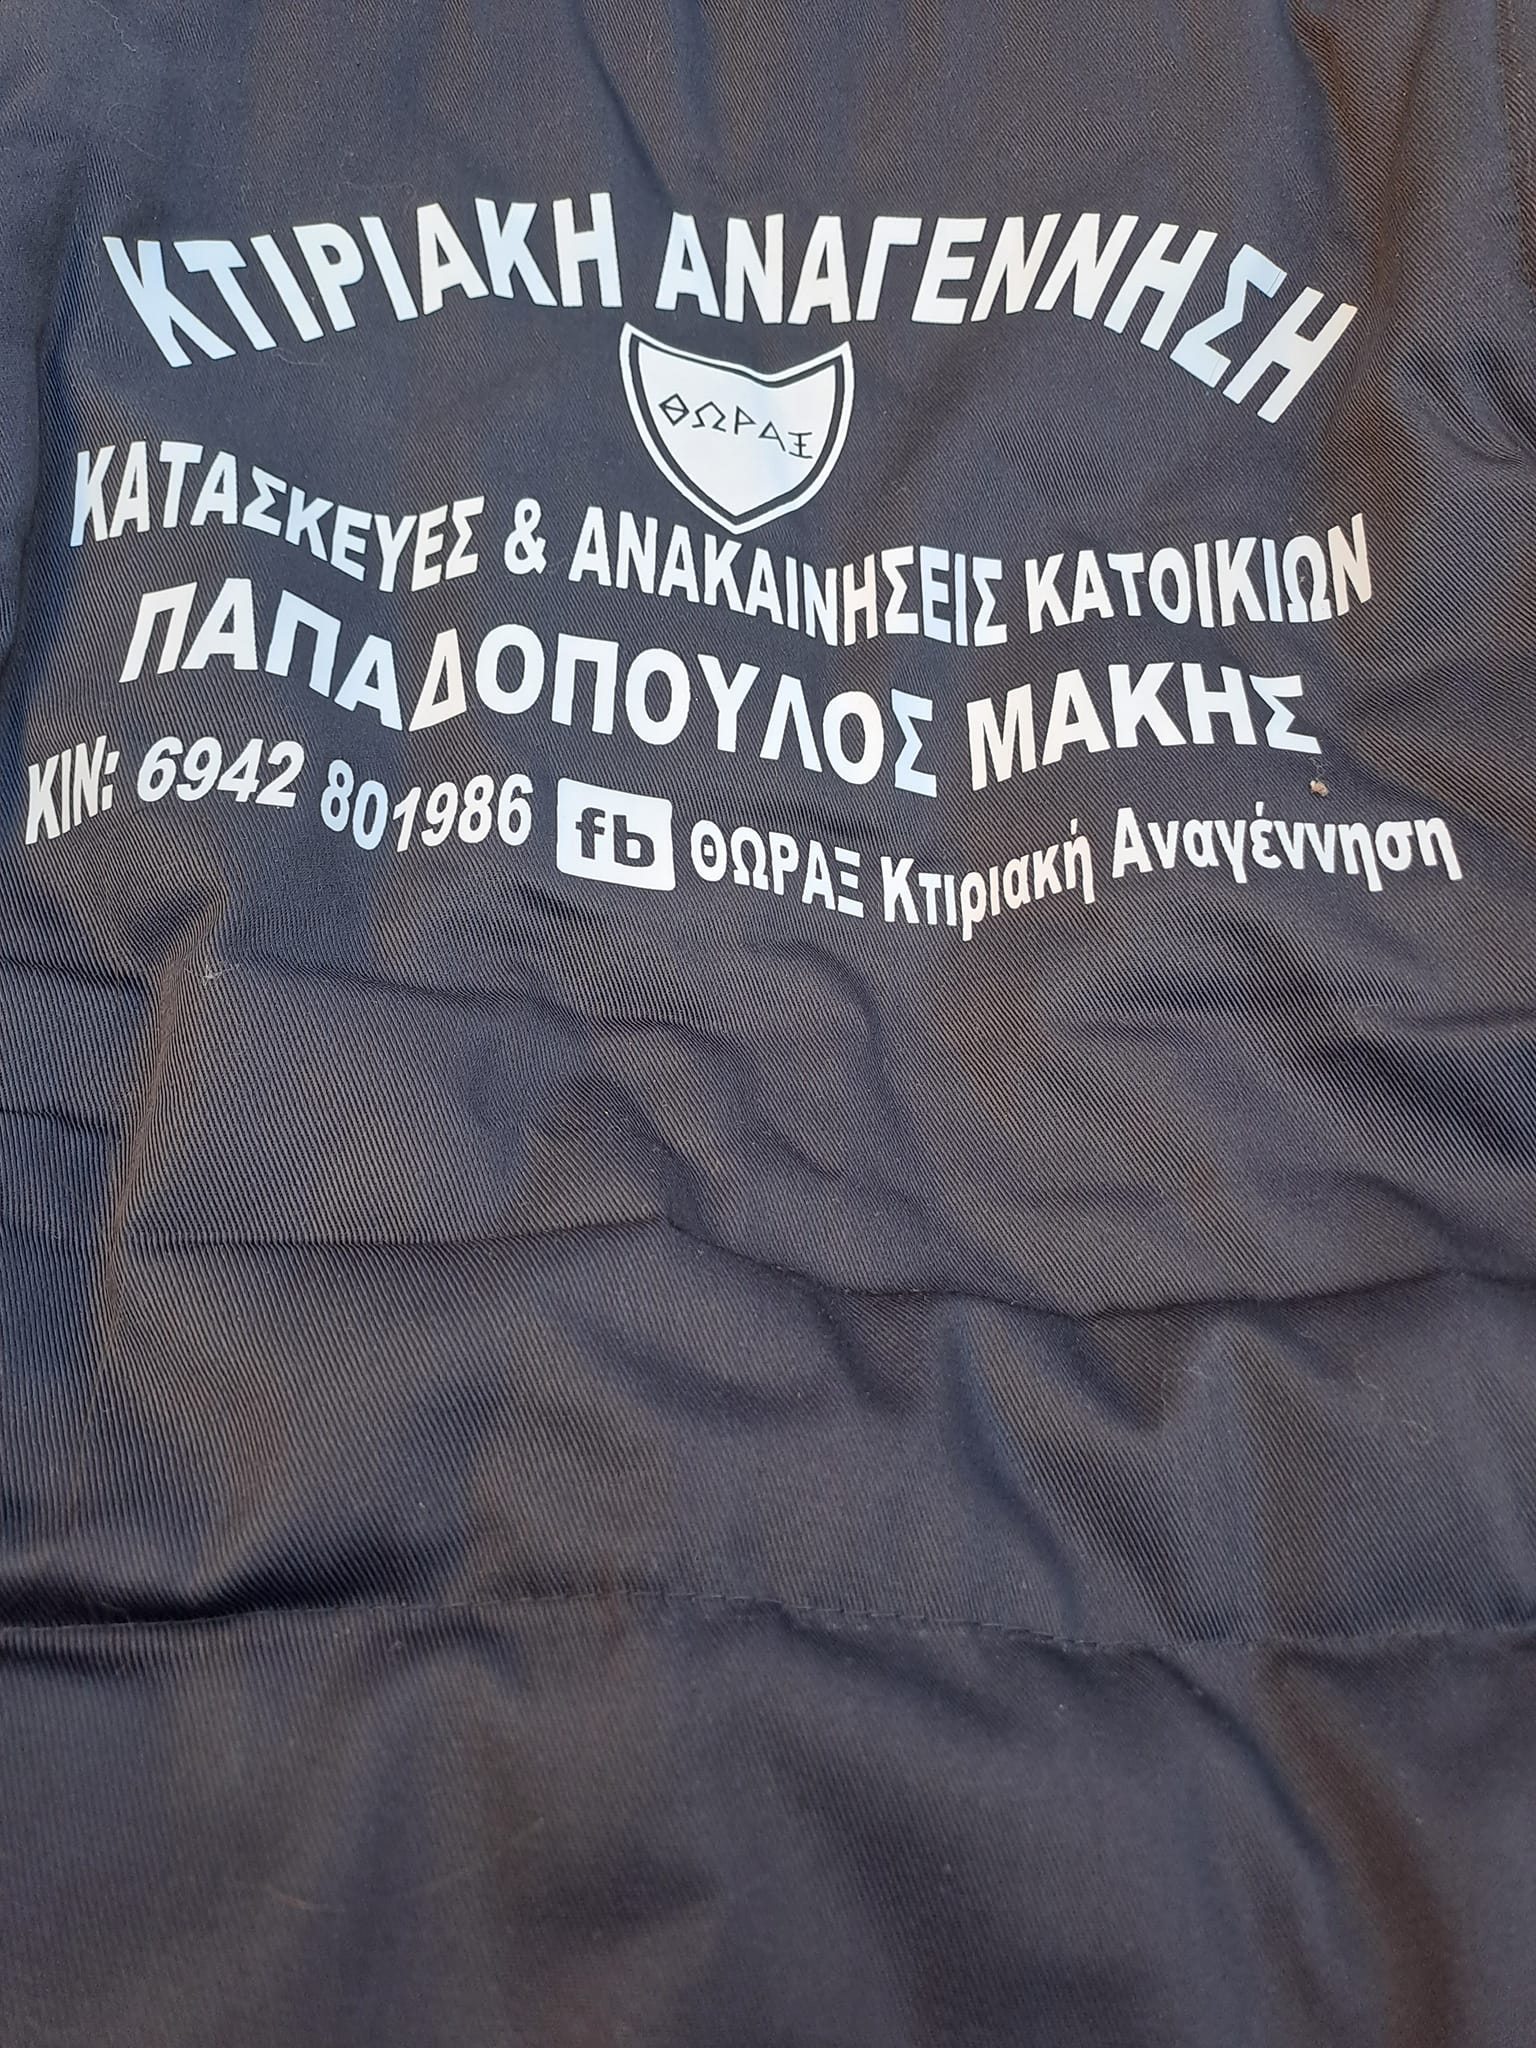 ΚΤΙΡΙΑΚΗ ΑΝΑΓΕΝΝΗΣΗ
ΘΩΡΑΞ
ΚΑΤΑΣΚΕΥΕΣ & ΑΝΑΚΑΙΝΗΣΕΙΣ ΚΑΤΟΙΚΙΩΝ
ΠΑΠΑΔΟΠΟΥΛΟΣ ΜΑΚΗΣ
ΚΙΝ: 6942 801986 fb ΘΩΡΑΞ Κτιριακή Αναγέννηση